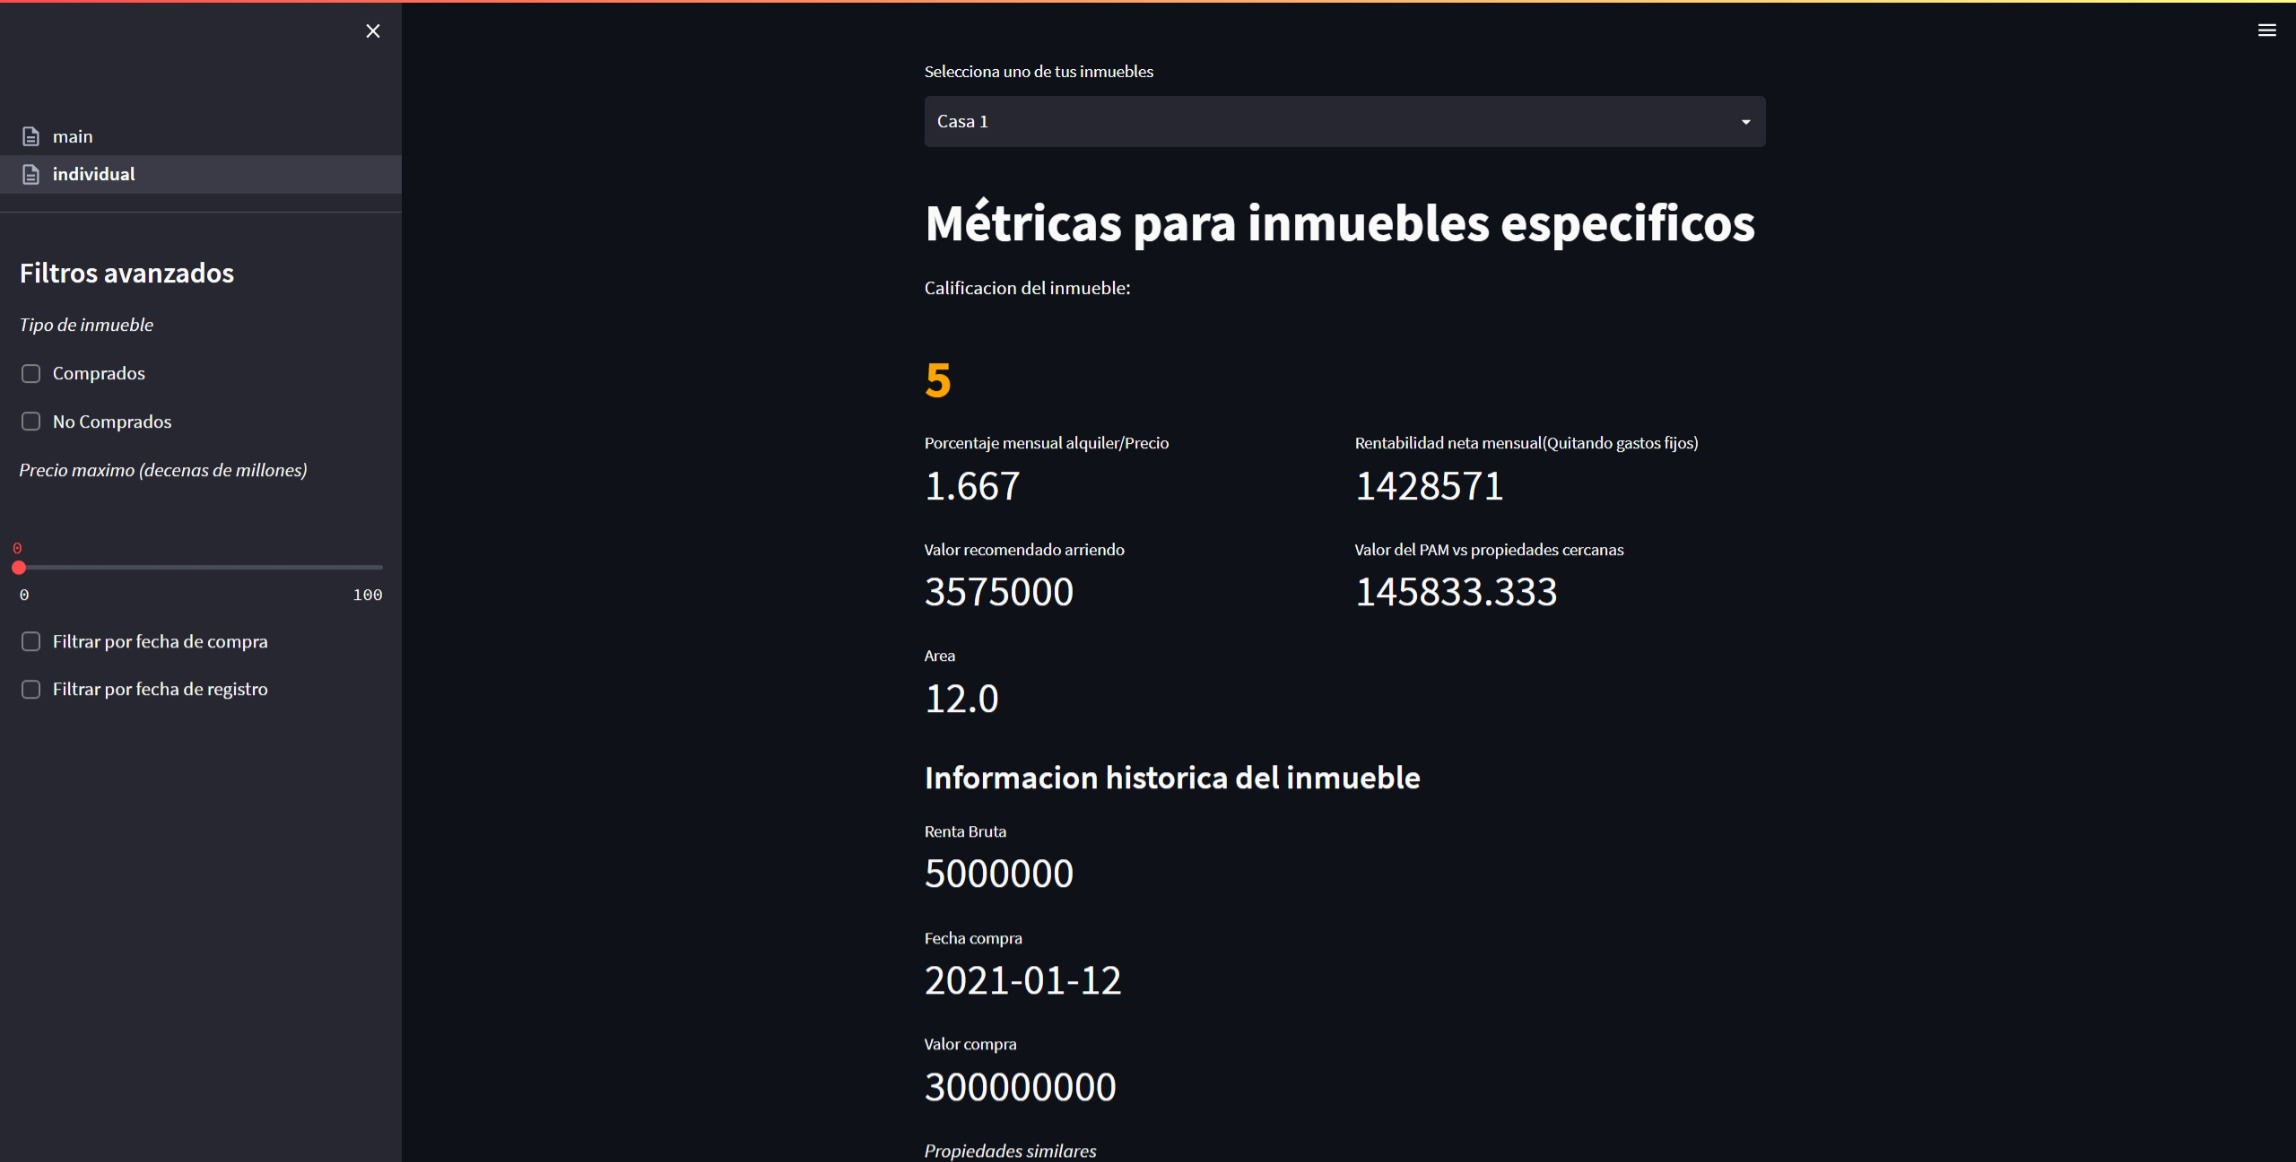 main
individual
Filtros avanzados
Tipo de inmueble
Comprados
No Comprados
Precio maximo (decenas de millones)
0
0 100
Filtrar por fecha de compra
Filtrar por fecha de registro
Selecciona uno de tus inmuebles
Casa 1
Métricas para inmuebles especificos
Calificacion del inmueble:
5
Porcentaje mensual alquiler/Precio
1.667
Rentabilidad neta mensual(Quitando gastos fijos)
1428571
Valor recomendado arriendo
3575000
Valor del PAM vs propiedades cercanas
145833.333
Area
12.0
Informacion historica del inmueble
Renta Bruta
5000000
Fecha compra
2021-01-12
Valor compra
300000000
Propiedades similares